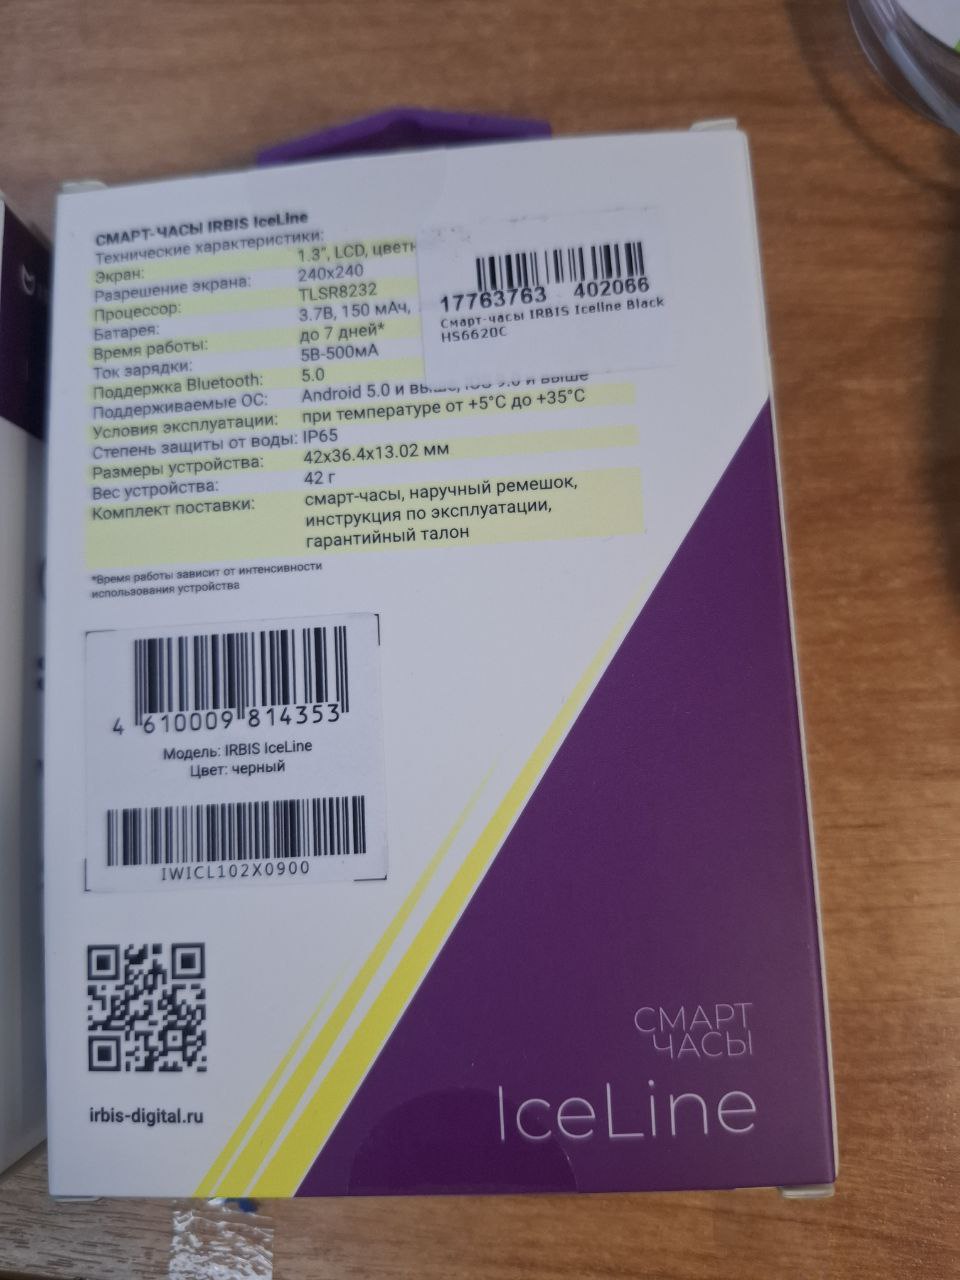 СМАРТ-ЧАСЫ IRBIS IceLine
Технические характеристики:
Экран: 1.3", LCD,
Разрешение экрана: 240x240
Процессор: TLSR8232
Батарея: 3.7В, 150 мАч,
Время работы: до 7 дней*
Ток зарядки: 5В-500мА
Поддержка Bluetooth: 5.0
Поддерживаемые ОС: Android 5.0 и выше, iOS 9.0 и выше
Условия эксплуатации: при температуре от +5°С до +35°С
Степень защиты от воды: IP65
Размеры устройства: 42x36.4x13.02 мм
Вес устройства: 42 г
Комплект поставки: смарт-часы, наручный ремешок,
инструкция по эксплуатации,
гарантийный талон
*Время работы зависит от интенсивности
использования устройства
17763763 402066
Смарт-часы IRBIS Iceline Black
HS6620C
4 610009 814353
Модель: IRBIS IceLine
Цвет: черный
IWICL102X0900
irbis-digital.ru
СМАРТ
ЧАСЫ
IceLine